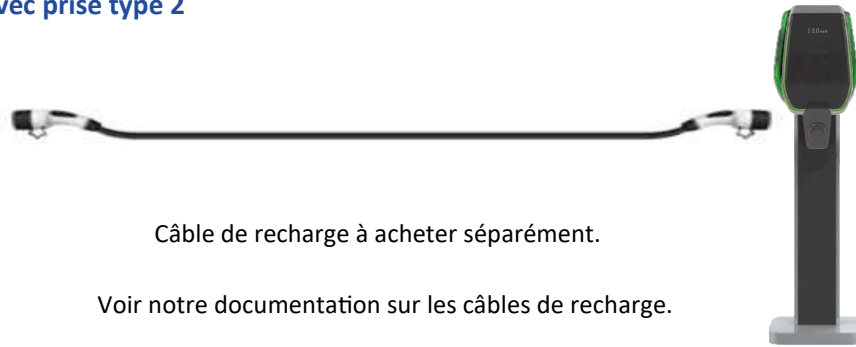 vec prise type 2
Câble de recharge à acheter séparément.
Voir notre documentation sur les câbles de recharge.